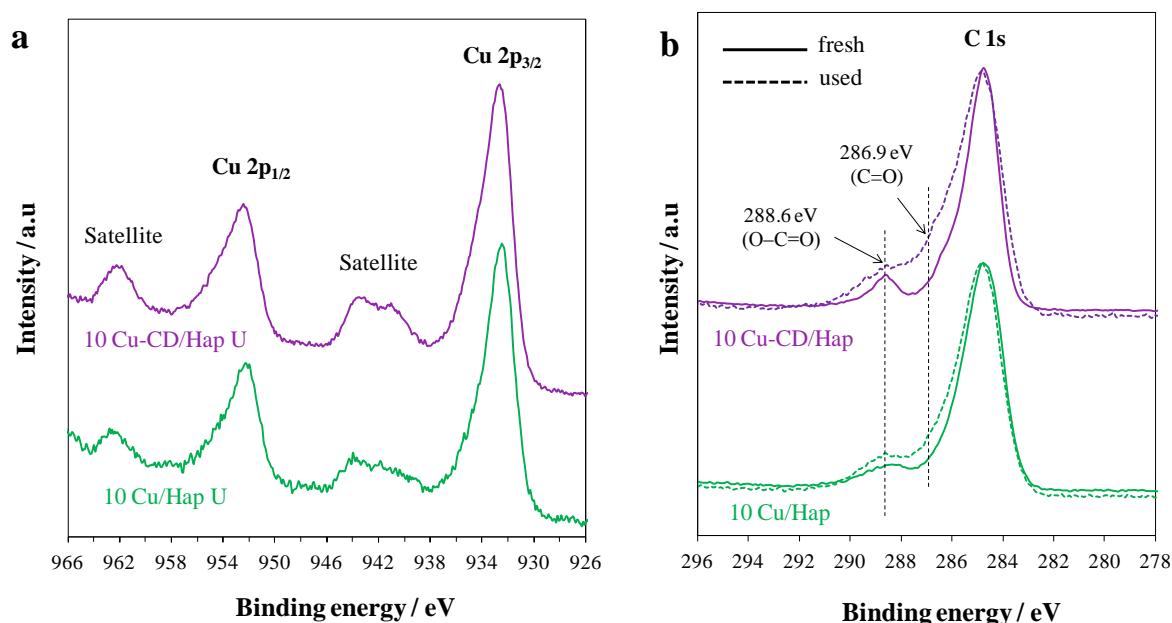 a
Cu 2p3/2
Cu 2p1/2
Satellite
Satellite
10 Cu-CD/Hap U
10 Cu/Hap U
Intensity / a.u
966 962 958 954 950 946 942 938 934 930 926
Binding energy / eV
b
fresh
used
C 1s
286.9 eV
(C=O)
288.6 eV
(O–C=O)
10 Cu-CD/Hap
10 Cu/Hap
Intensity / a.u
296 294 292 290 288 286 284 282 280 278
Binding energy / eV